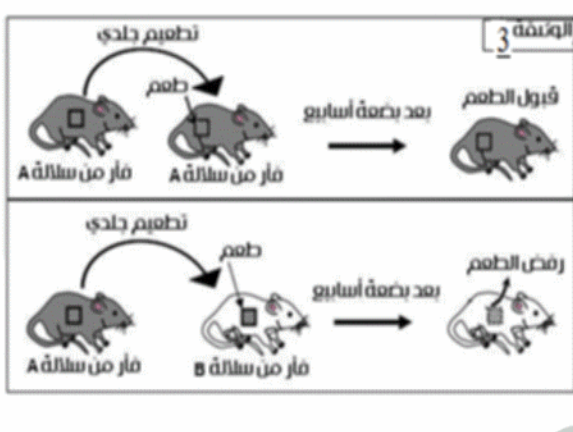 الوثيقة 3
تطعيم جلدي
طعم
بعد بضعة أسابيع
قبول الطعم
فأر من سلالة A
فأر من سلالة A
تطعيم جلدي
طعم
بعد بضعة أسابيع
رفض الطعم
فأر من سلالة A
فأر من سلالة B